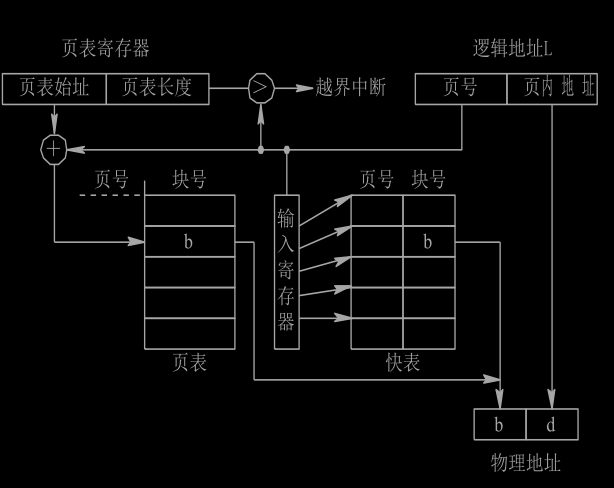 页表寄存器 逻辑地址L
页表始址 页表长度 > 越界中断 页号 页内地址
+
页号 块号 页号 块号
输入寄存器
b b
页表 快表
b d
物理地址